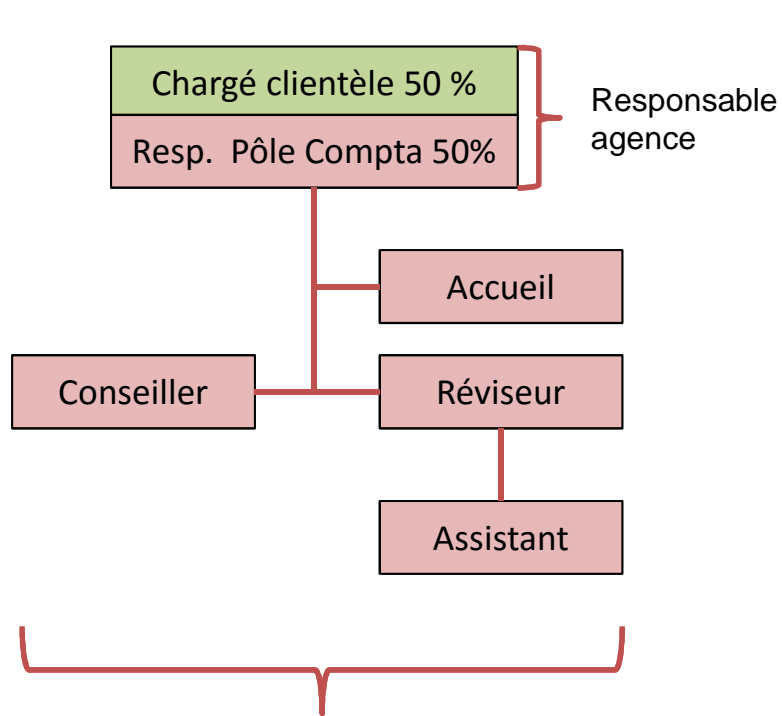 Chargé clientèle 50 %
Resp. Pôle Compta 50%
Responsable
agence
Accueil
Conseiller
Réviseur
Assistant